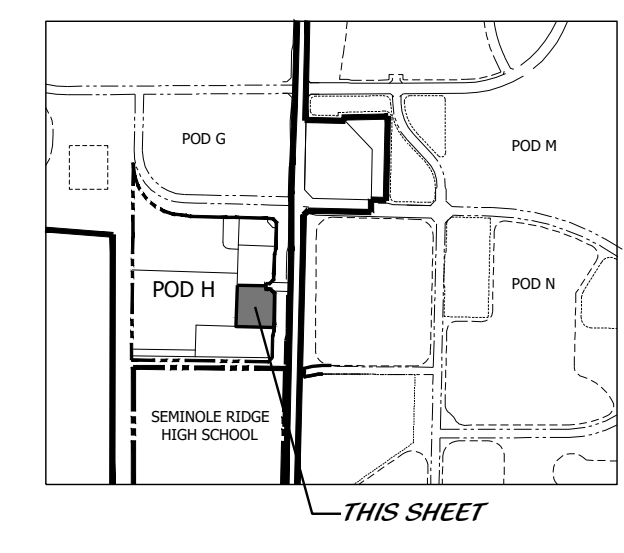 POD G
POD M
POD H
POD N
SEMINOLE RIDGE
HIGH SCHOOL
THIS SHEET